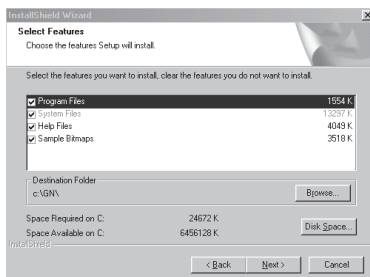 InstallShield Wizard
Select Features
Choose the features Setup will install.
Select the features you want to install, clear the features you do not want to install.
Program Files 1554 K
System Files 13297 K
Help Files 4049 K
Sample Bitmaps 3518 K
Destination Folder
c:\GN\
Browse...
Space Required on C: 24672 K
Space Available on C: 6456128 K
Disk Space...
InstallShield
< Back Next > Cancel